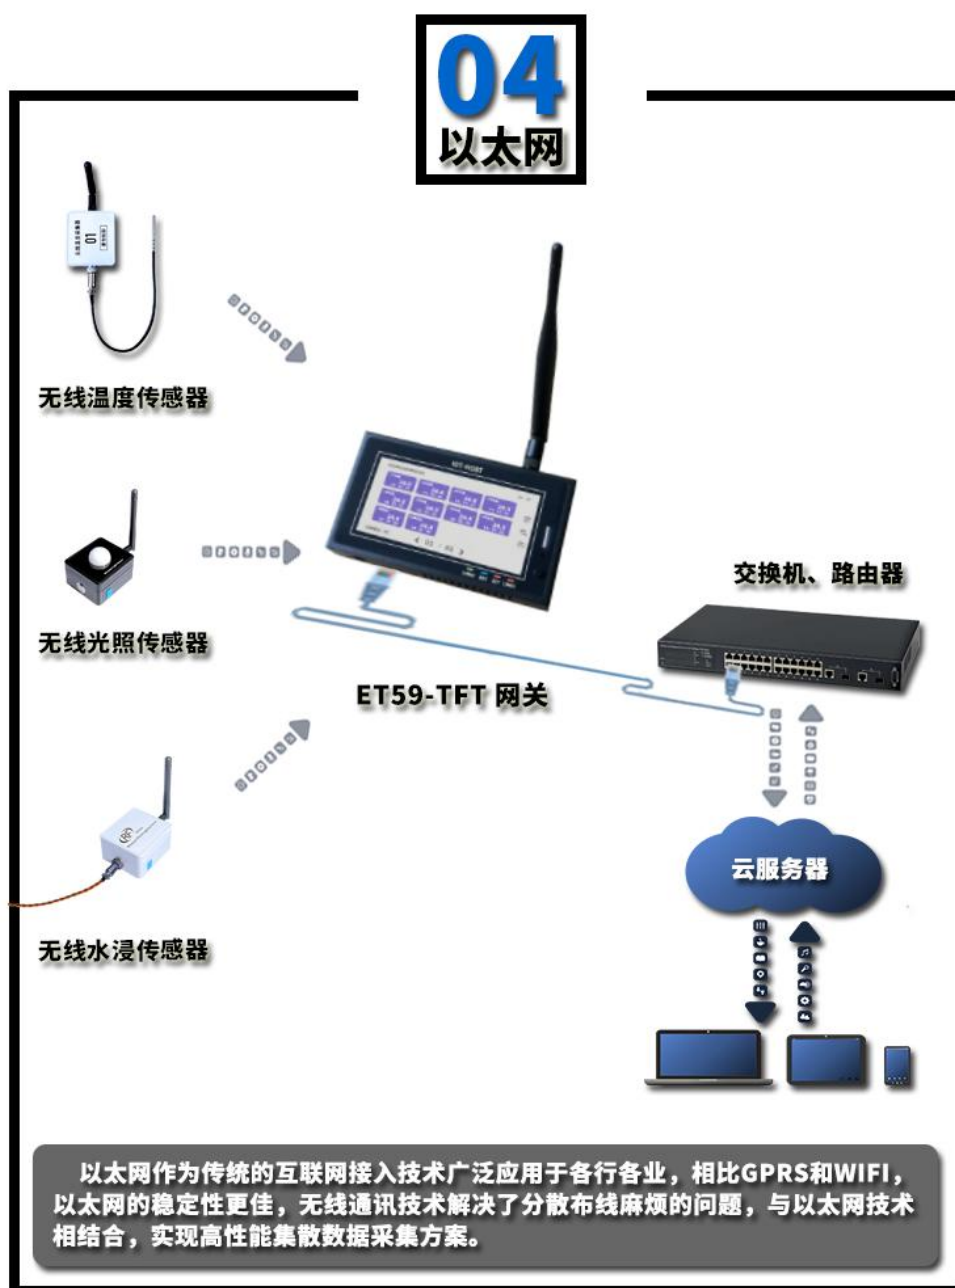 04
以太网
01
无线温度传感器
IOT-HOST
无线光照传感器
交换机、路由器
ET59-TFT 网关
云服务器
无线水浸传感器
以太网作为传统的互联网接入技术广泛应用于各行各业，相比GPRS和WIFI，
以太网的稳定性更佳，无线通讯技术解决了分散布线麻烦的问题，与以太网技术
相结合，实现高性能集散数据采集方案。